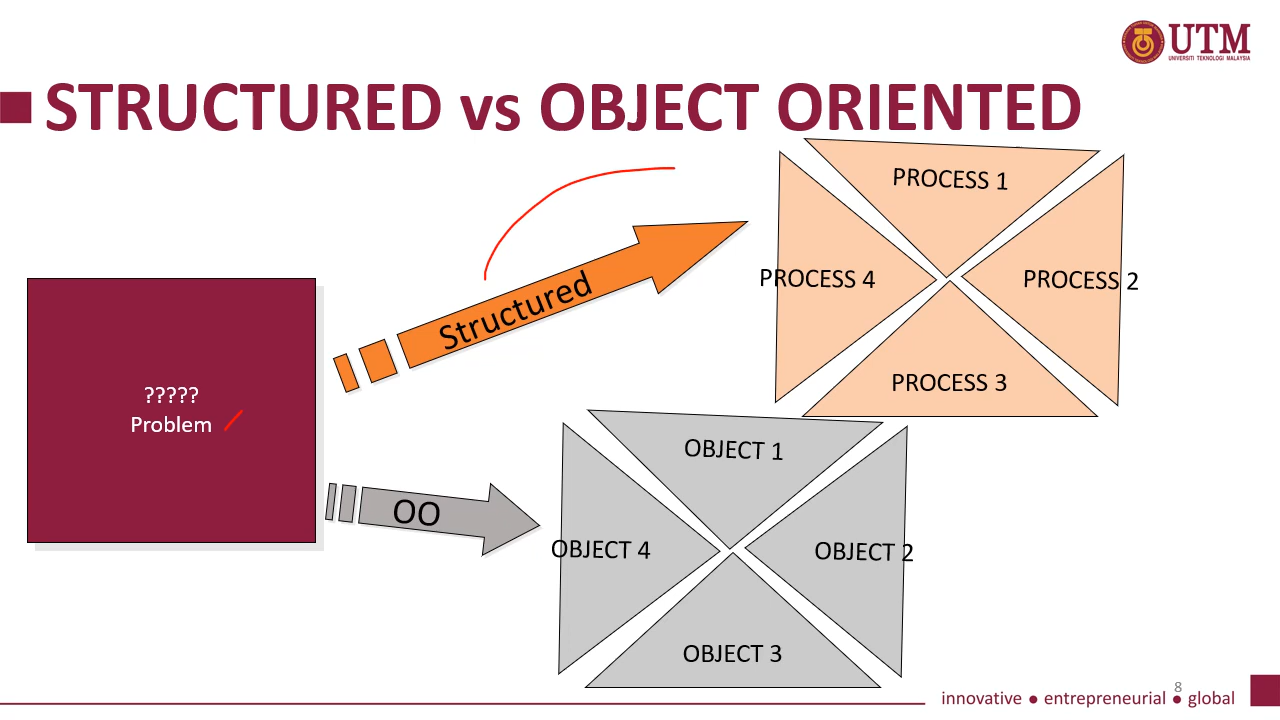 UTM
UNIVERSITI TEKNOLOGI MALAYSIA
STRUCTURED vs OBJECT ORIENTED
PROCESS 1
PROCESS 4
PROCESS 2
PROCESS 3
Structured
?????
Problem
OO
OBJECT 1
OBJECT 4
OBJECT 2
OBJECT 3
8
innovative ● entrepreneurial ● global